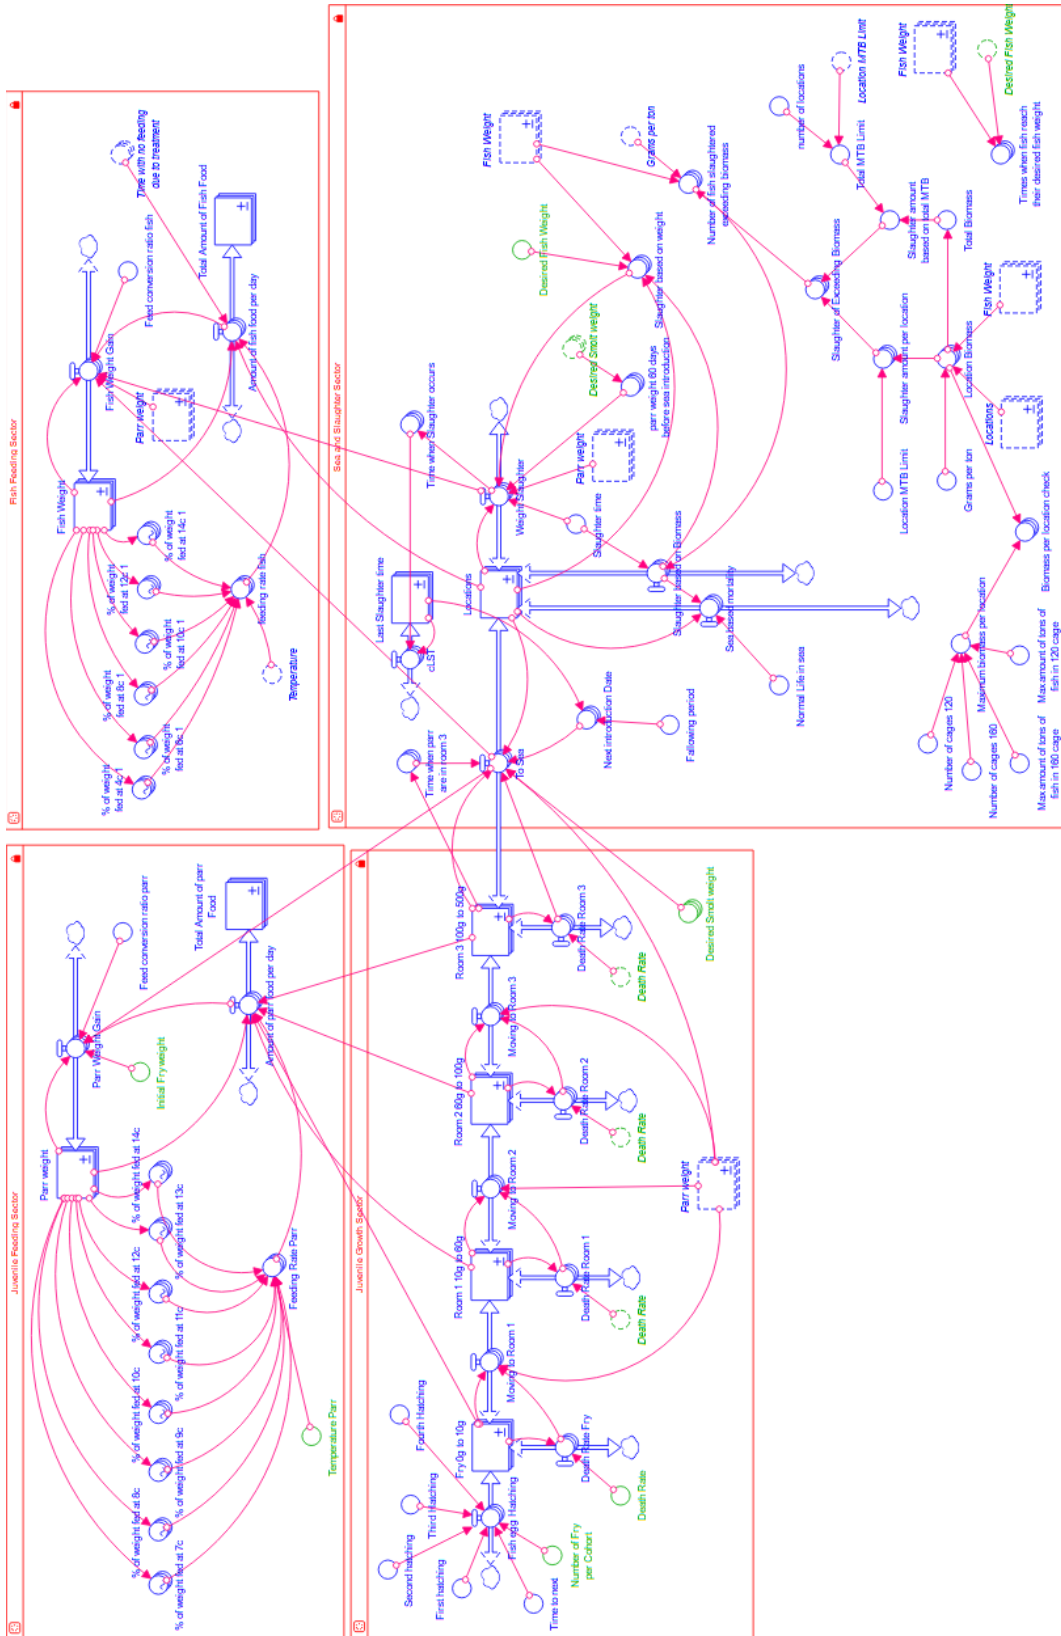 Fish Feeding Sector
Time with no feeding
due to treatment
Feed conversion ratio fish
Total Amount of Fish Food
Fish Weight Gain
Amount of fish food per day
Parr weight
Fish Weight
% of weight
fed at 14c 1
% of weight
fed at 12c 1
% of weight
fed at 10c 1
% of weight
fed at 8c 1
% of weight
fed at 6c 1
% of weight
fed at 4c 1
feeding rate fish
Temperature
Sea and Slaughter Sector
Fish Weight
Desired Fish Weight
Times when fish reach
their desired fish weight
number of locations
Location MTB Limit
Total MTB Limit
Slaughter amount
based on total MTB
Total Biomass
Slaughter of Exceeding Biomass
Slaughter amount per location
Location Biomass
Fish Weight
Locations
Location MTB Limit
Grams per ton
Biomass per location check
Maximum biomass per location
Number of cages 120
Number of cages 160
Max amount of tons of
fish in 160 cage
Max amount of tons of
fish in 120 cage
Fish Weight
Grams per ton
Number of fish slaughtered
exceeding biomass
Desired Fish Weight
Slaughter based on weight
Desired Smolt weight
parr weight 60 days
before sea introduction
Parr weight
Time when Slaughter occurs
Weight Slaughter
Slaughter time
Slaughter based on Biomass
Sea based mortality
Normal Life in sea
Last Slaughter time
cLST
Locations
Next introduction Date
Fallowing period
Time when parr
are in room 3
To Sea
Juvenile Feeding Sector
Feed conversion ratio parr
Total Amount of parr
Food
Parr Weight Gain
Initial Fry weight
Amount of parr food per day
Parr weight
% of weight fed at 14c
% of weight fed at 13c
% of weight fed at 12c
% of weight fed at 11c
% of weight fed at 10c
% of weight fed at 9c
% of weight fed at 8c
% of weight fed at 7c
Feeding Rate Parr
Temperature Parr
Juvenile Growth Sector
Room 3 100g to 500g
Death Rate Room 3
Death Rate
Desired Smolt weight
Moving to Room 3
Room 2 60g to 100g
Death Rate Room 2
Death Rate
Moving to Room 2
Parr weight
Room 1 10g to 60g
Death Rate Room 1
Death Rate
Moving to Room 1
Fry 0g to 10g
Death Rate Fry
Death Rate
Fourth Hatching
Third Hatching
Second hatching
First hatching
Fish egg Hatching
Number of Fry
per Cohort
Time to next